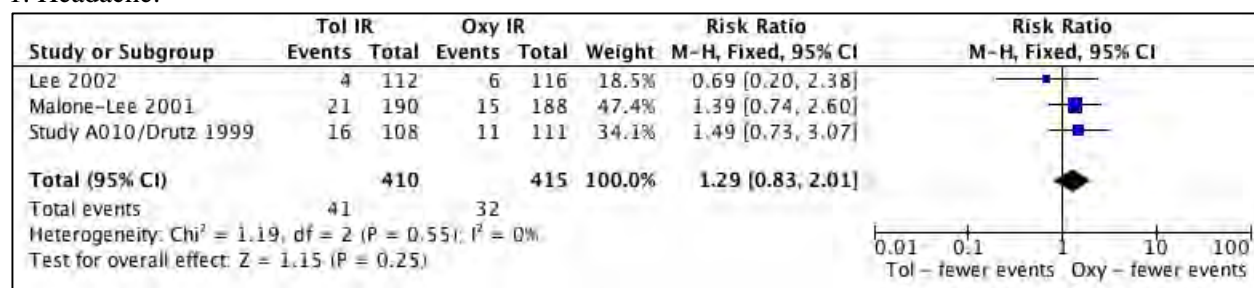 1. Headache:
Tol IR Oxy IR Risk Ratio Risk Ratio
Study or Subgroup Events Total Events Total Weight M-H, Fixed, 95% CI M-H, Fixed, 95% CI
Lee 2002 4 112 6 116 18.5% 0.69 [0.20, 2.38]
Malone-Lee 2001 21 190 15 188 47.4% 1.39 [0.74, 2.60]
Study A010/Drutz 1999 16 108 11 111 34.1% 1.49 [0.73, 3.07]
Total (95% CI) 410 415 100.0% 1.29 [0.83, 2.01]
Total events 41 32
Heterogeneity: Chi² = 1.19, df = 2 (P = 0.55); I² = 0%
Test for overall effect: Z = 1.15 (P = 0.25)
0.01 0.1 1 10 100
Tol - fewer events Oxy - fewer events